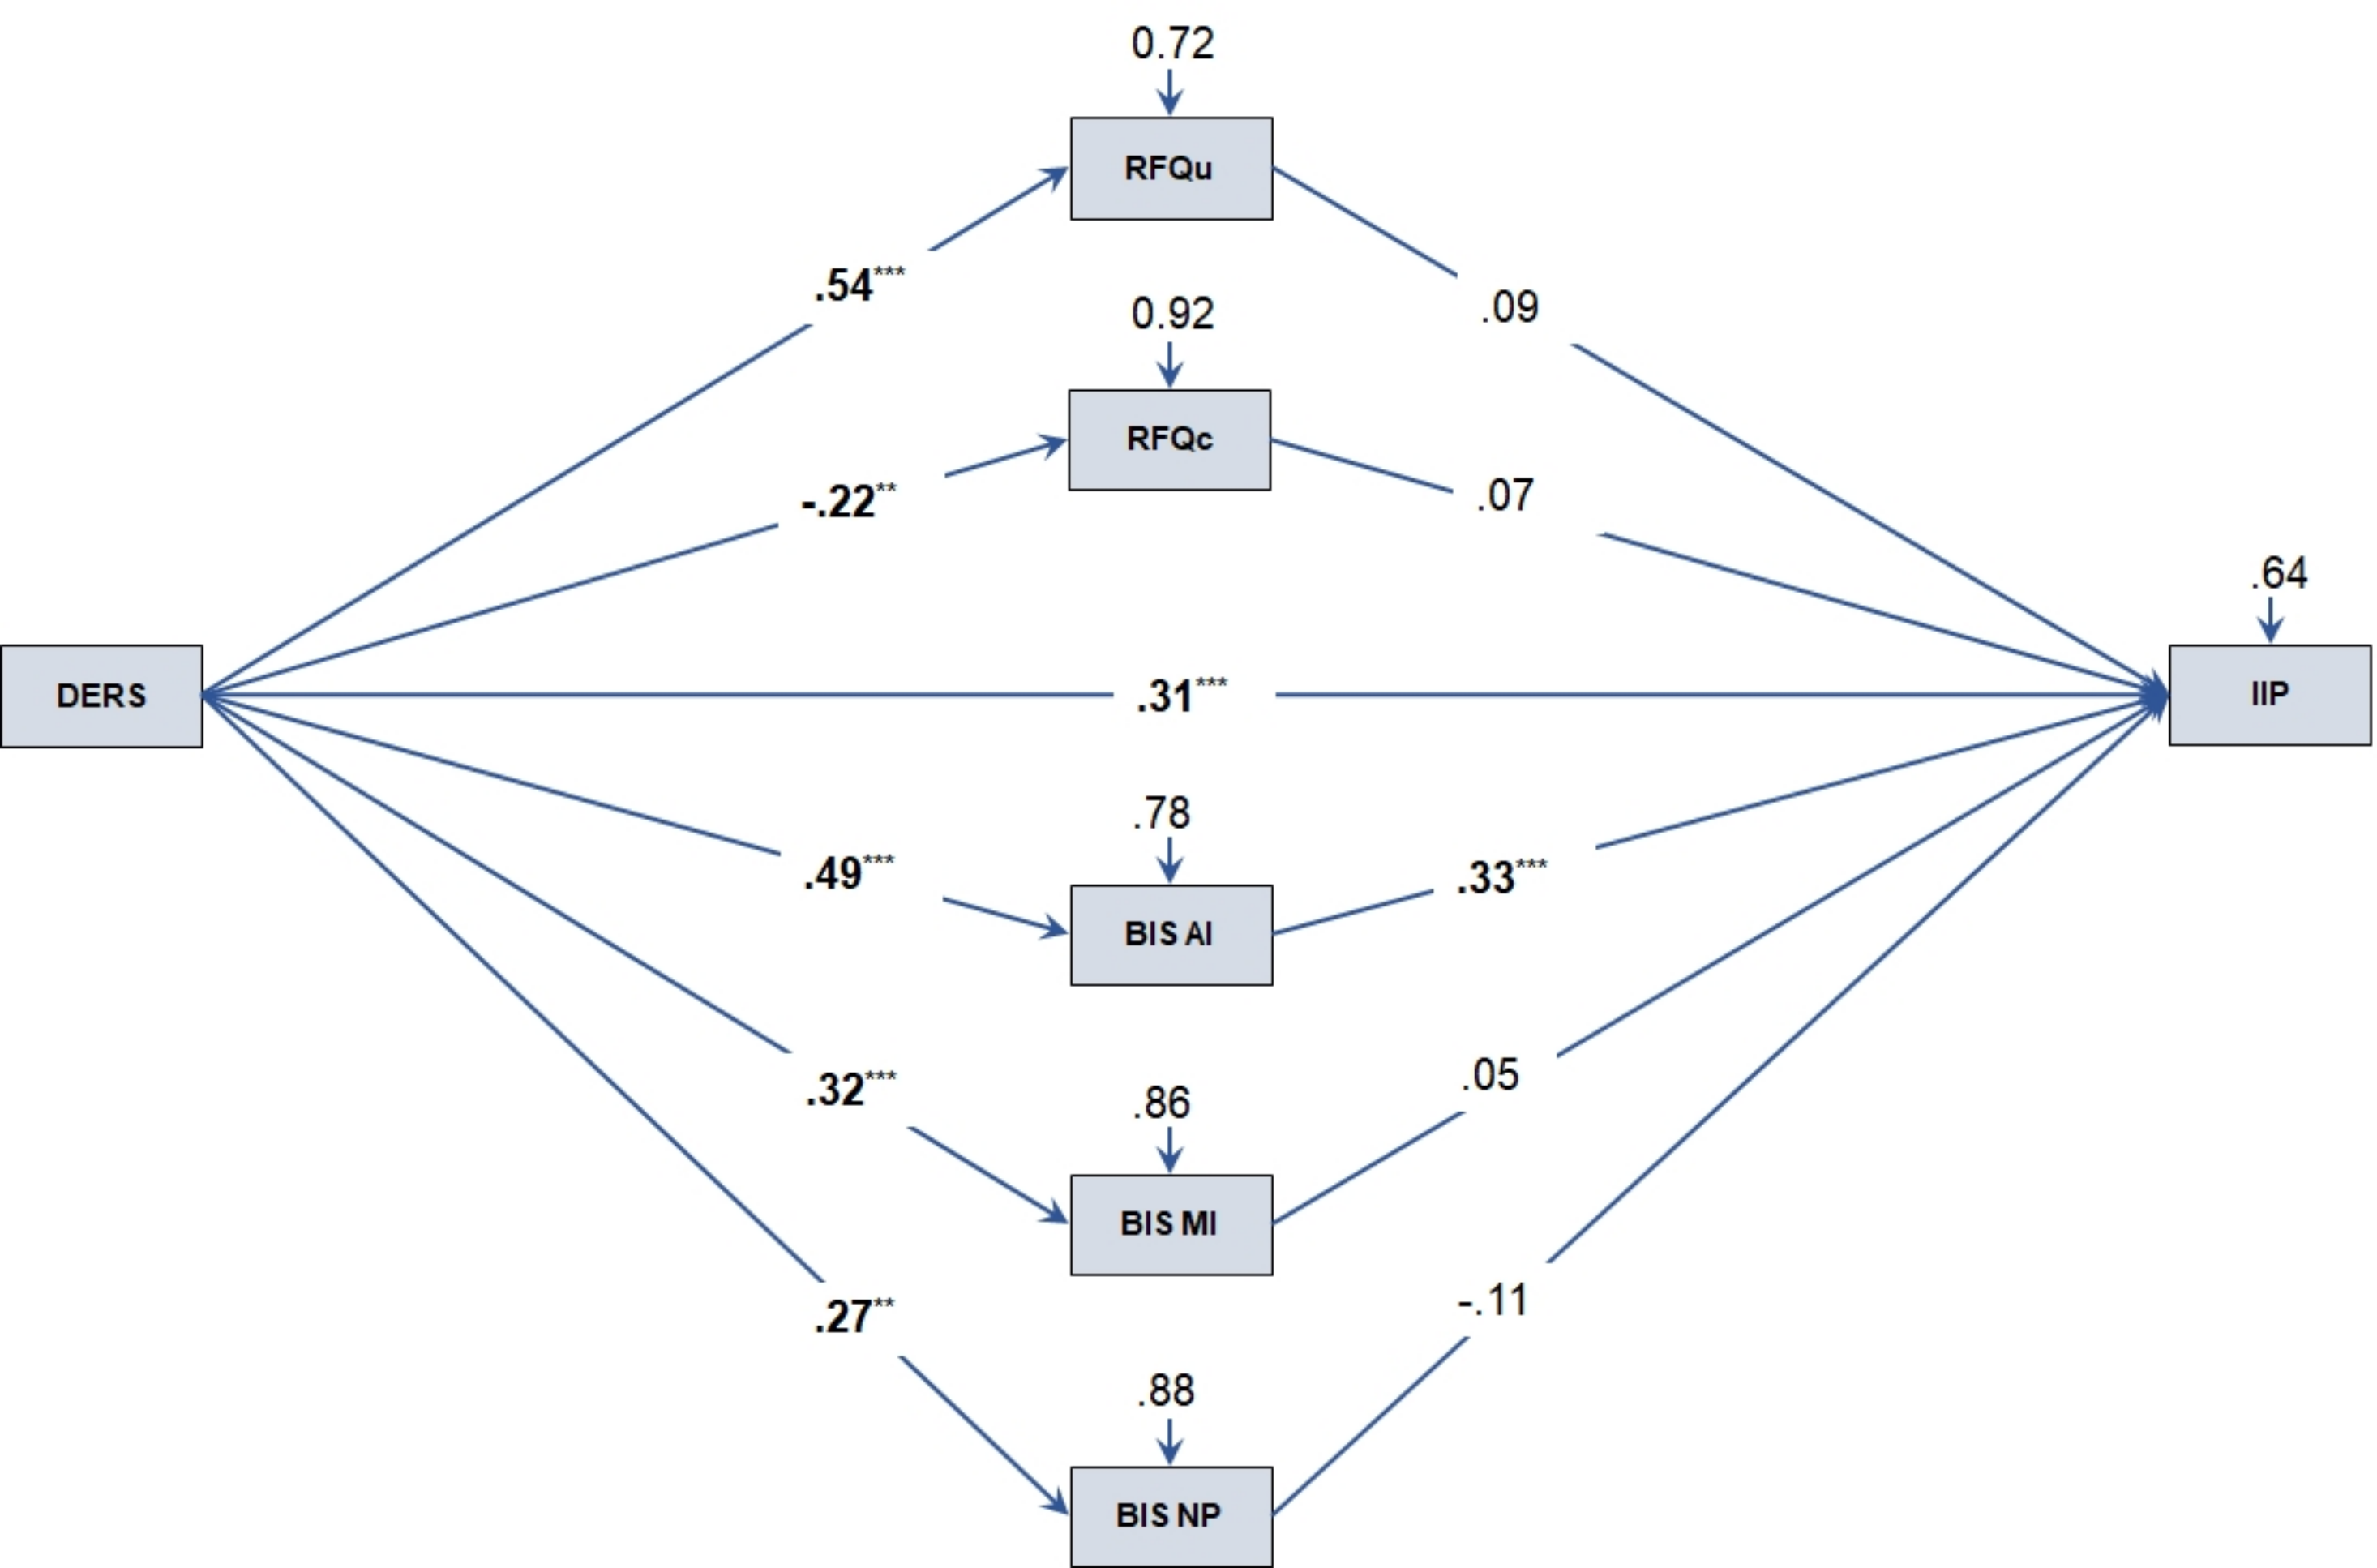 0.72
RFQu
.54***
.09
0.92
RFQc
-.22**
.07
.64
DERS
.31***
IIP
.78
.49***
.33***
BIS AI
.32***
.05
.86
BIS MI
.27**
-.11
.88
BIS NP